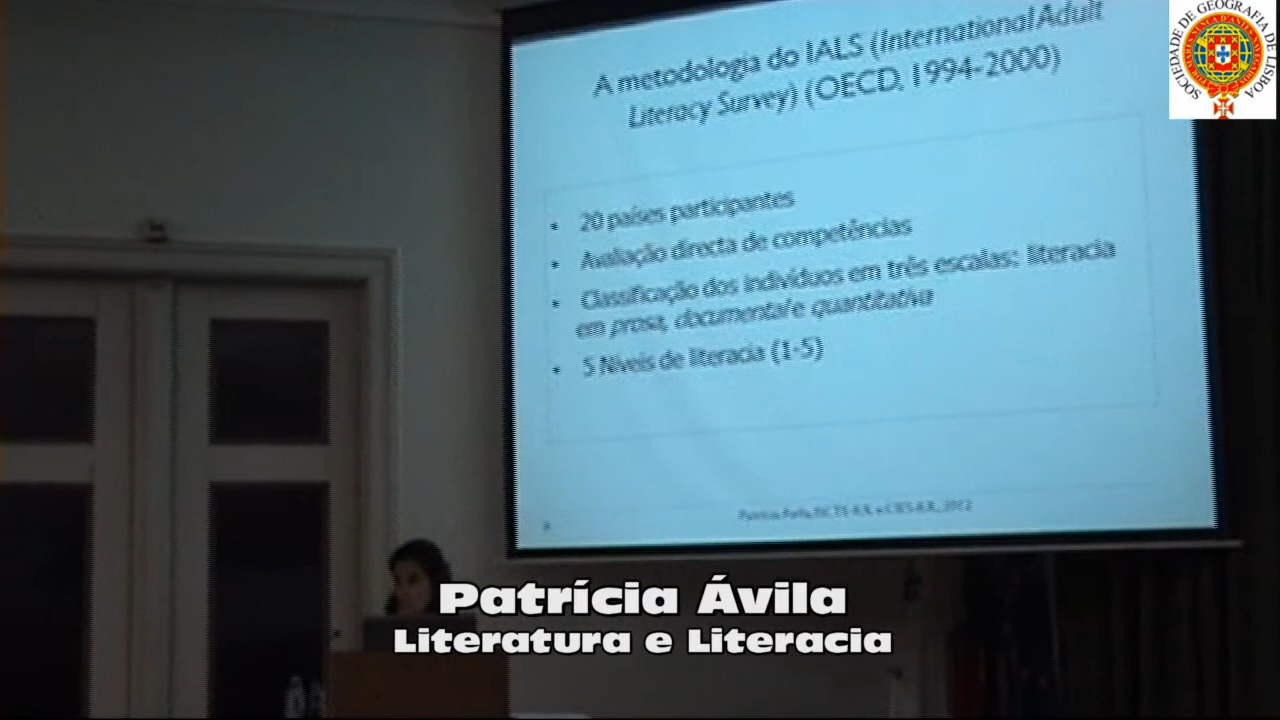 A metodologia do IALS (International Adult
Literacy Survey) (OECD, 1994-2000)
• 20 países participantes
• Avaliação directa de competências
• Classificação dos indivíduos em três escalas: literacia
em prosa, documental e quantitativa
• 5 Níveis de literacia (1-5)
SOCIEDADE DE GEOGRAFIA DE LISBOA
Patrícia Ávila
Literatura e Literacia